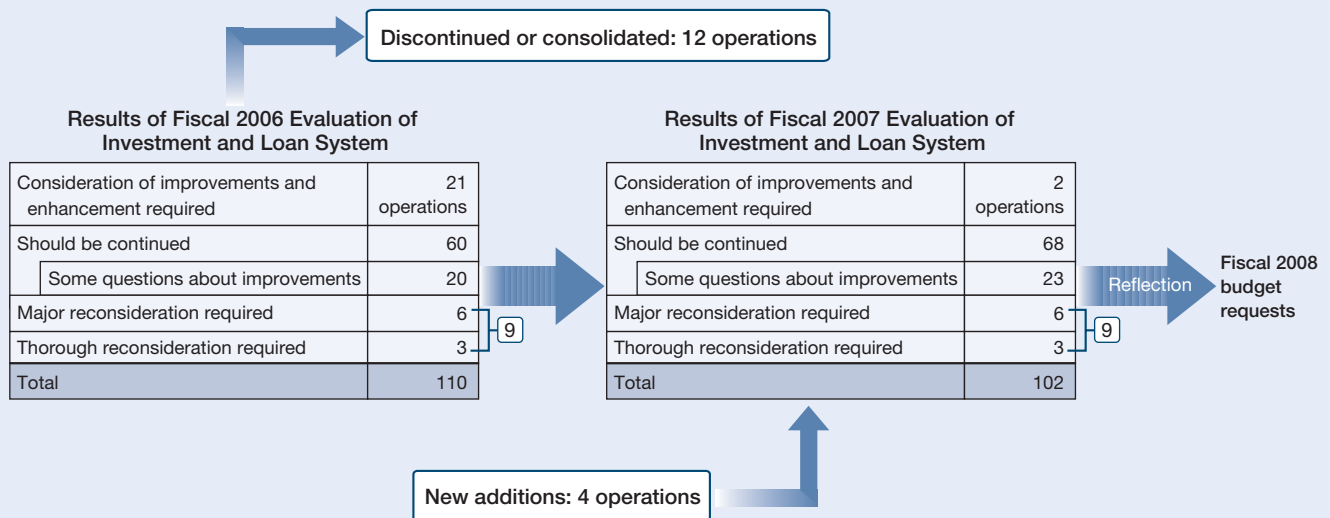 Discontinued or consolidated: 12 operations
Results of Fiscal 2006 Evaluation of
Investment and Loan System
Consideration of improvements and
enhancement required
21
operations
Should be continued 60
Some questions about improvements 20
Major reconsideration required 6
Thorough reconsideration required 3
9
Total 110
Results of Fiscal 2007 Evaluation of
Investment and Loan System
Consideration of improvements and
enhancement required
2
operations
Should be continued 68
Some questions about improvements 23
Major reconsideration required 6
Thorough reconsideration required 3
9
Total 102
Reflection
Fiscal 2008
budget
requests
New additions: 4 operations